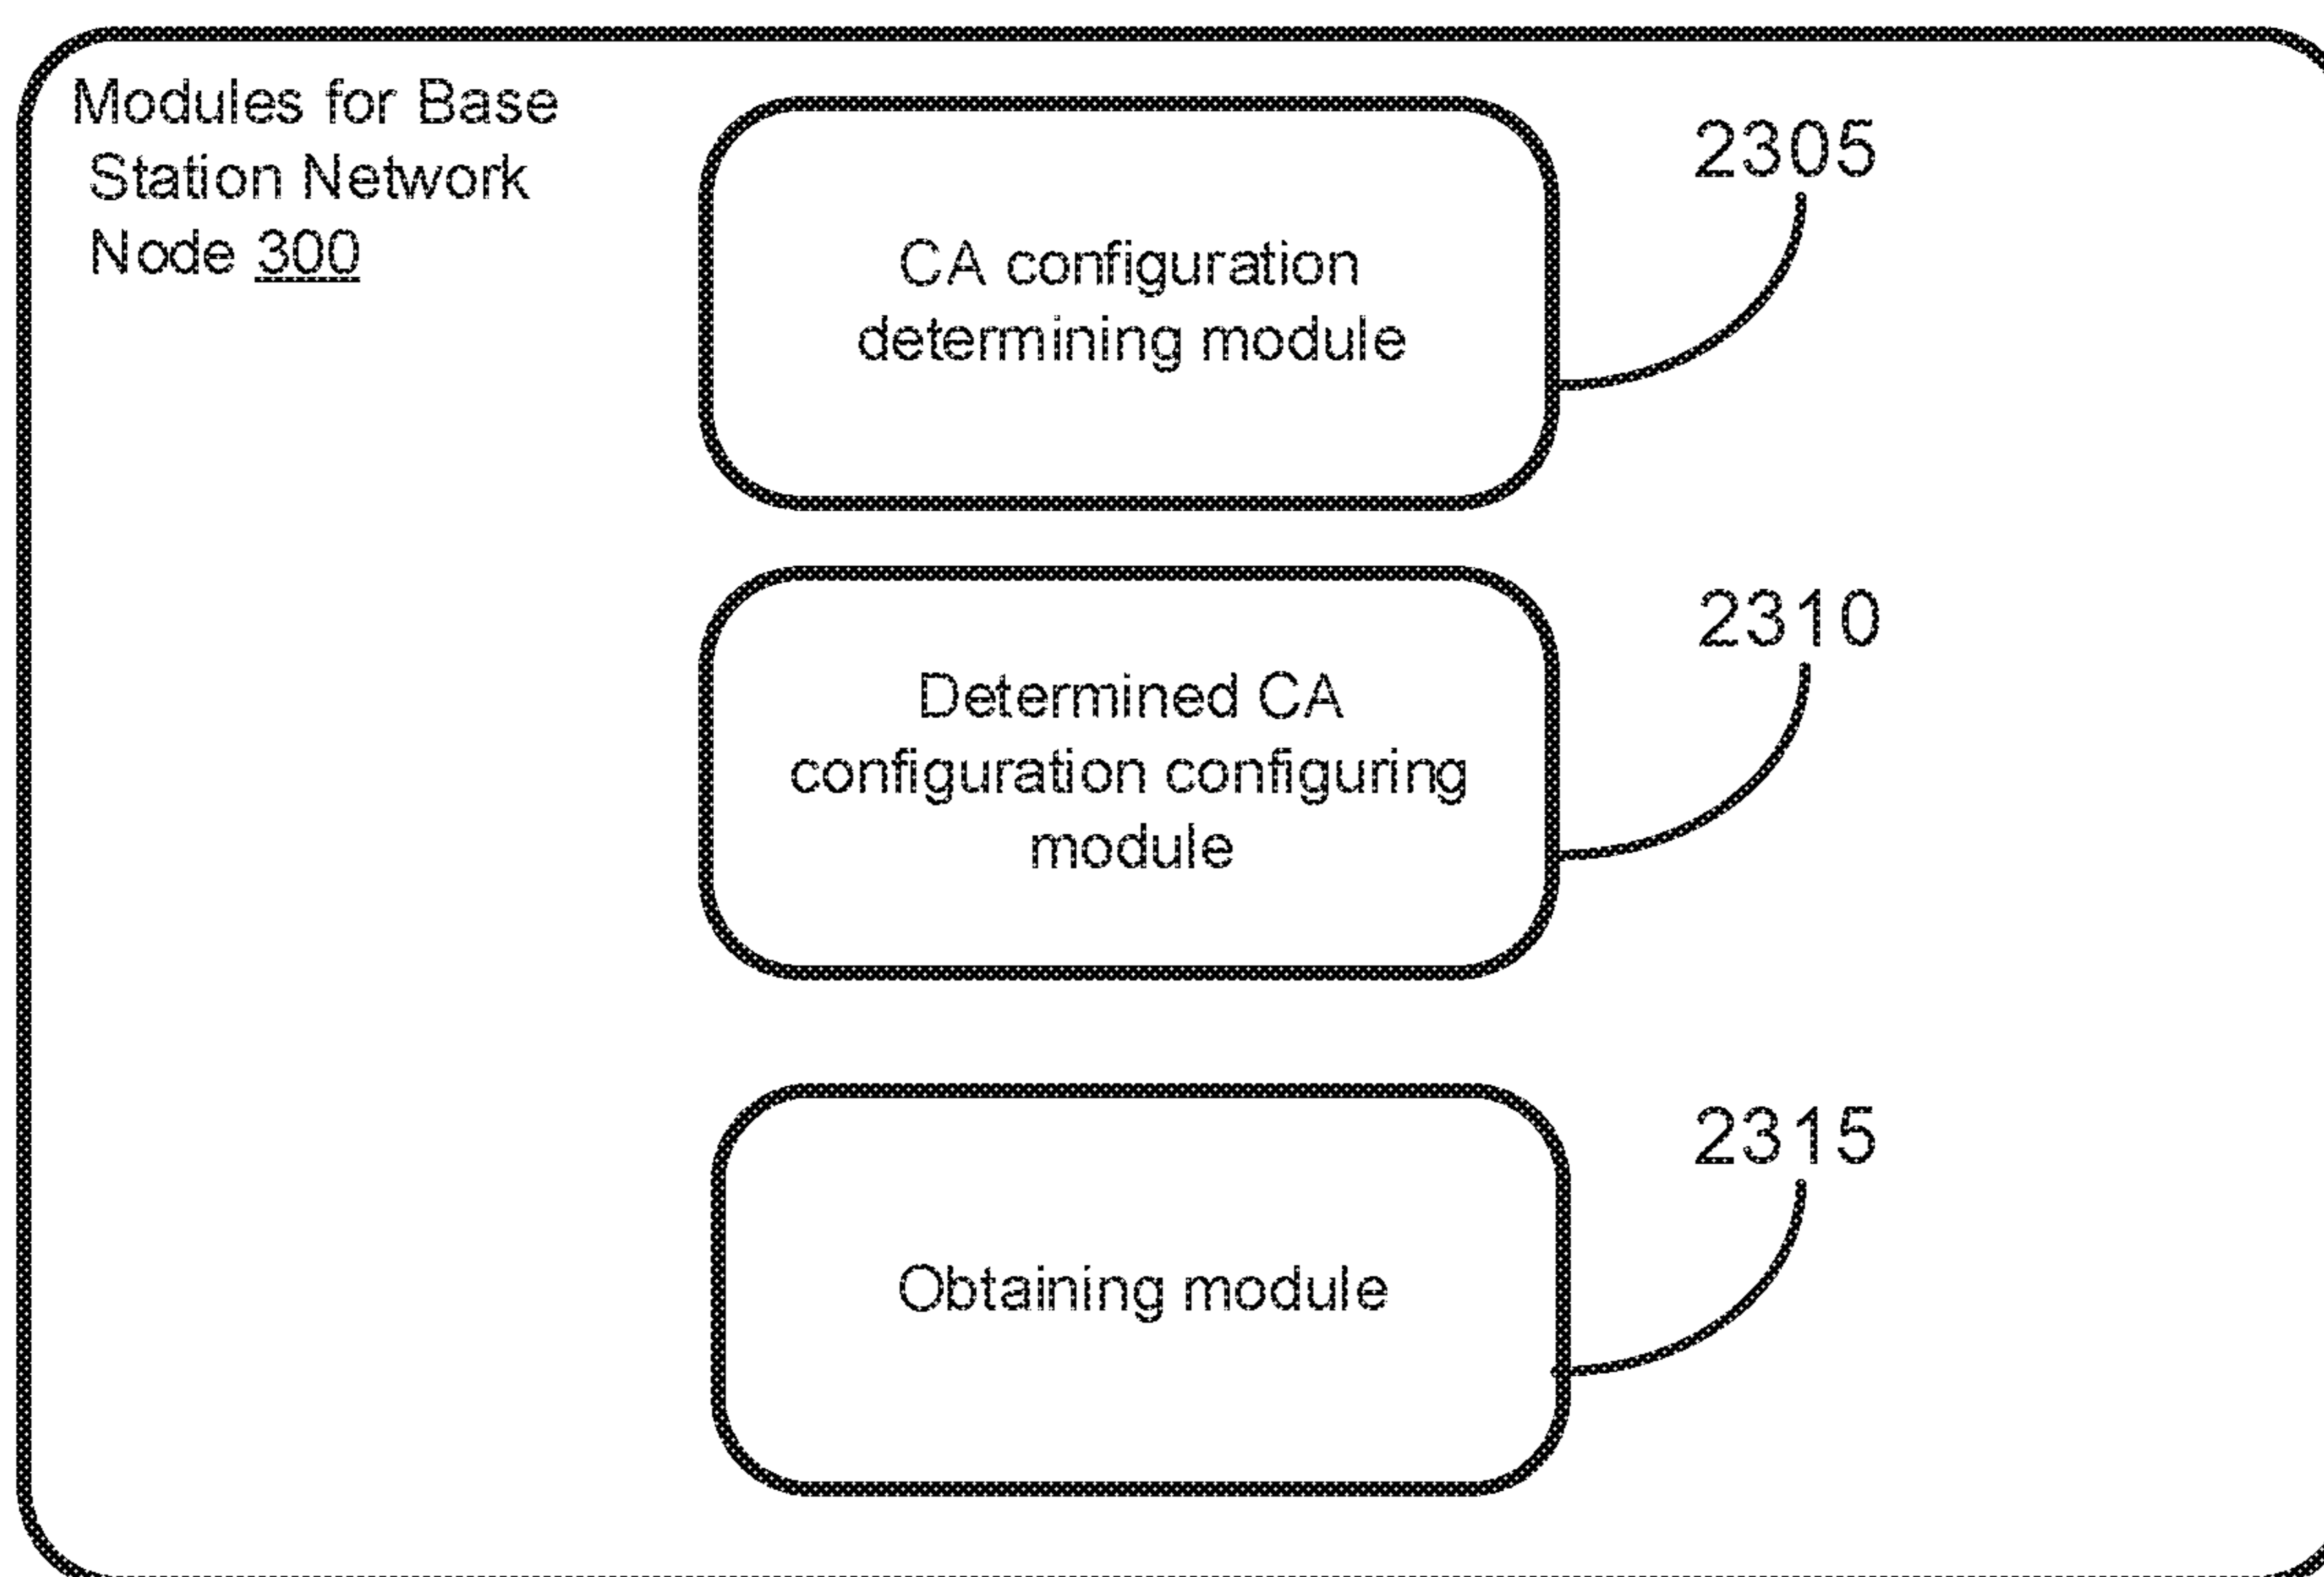 Modules for Base
Station Network
Node 300
CA configuration
determining module
2305
Determined CA
configuration configuring
module
2310
Obtaining module
2315